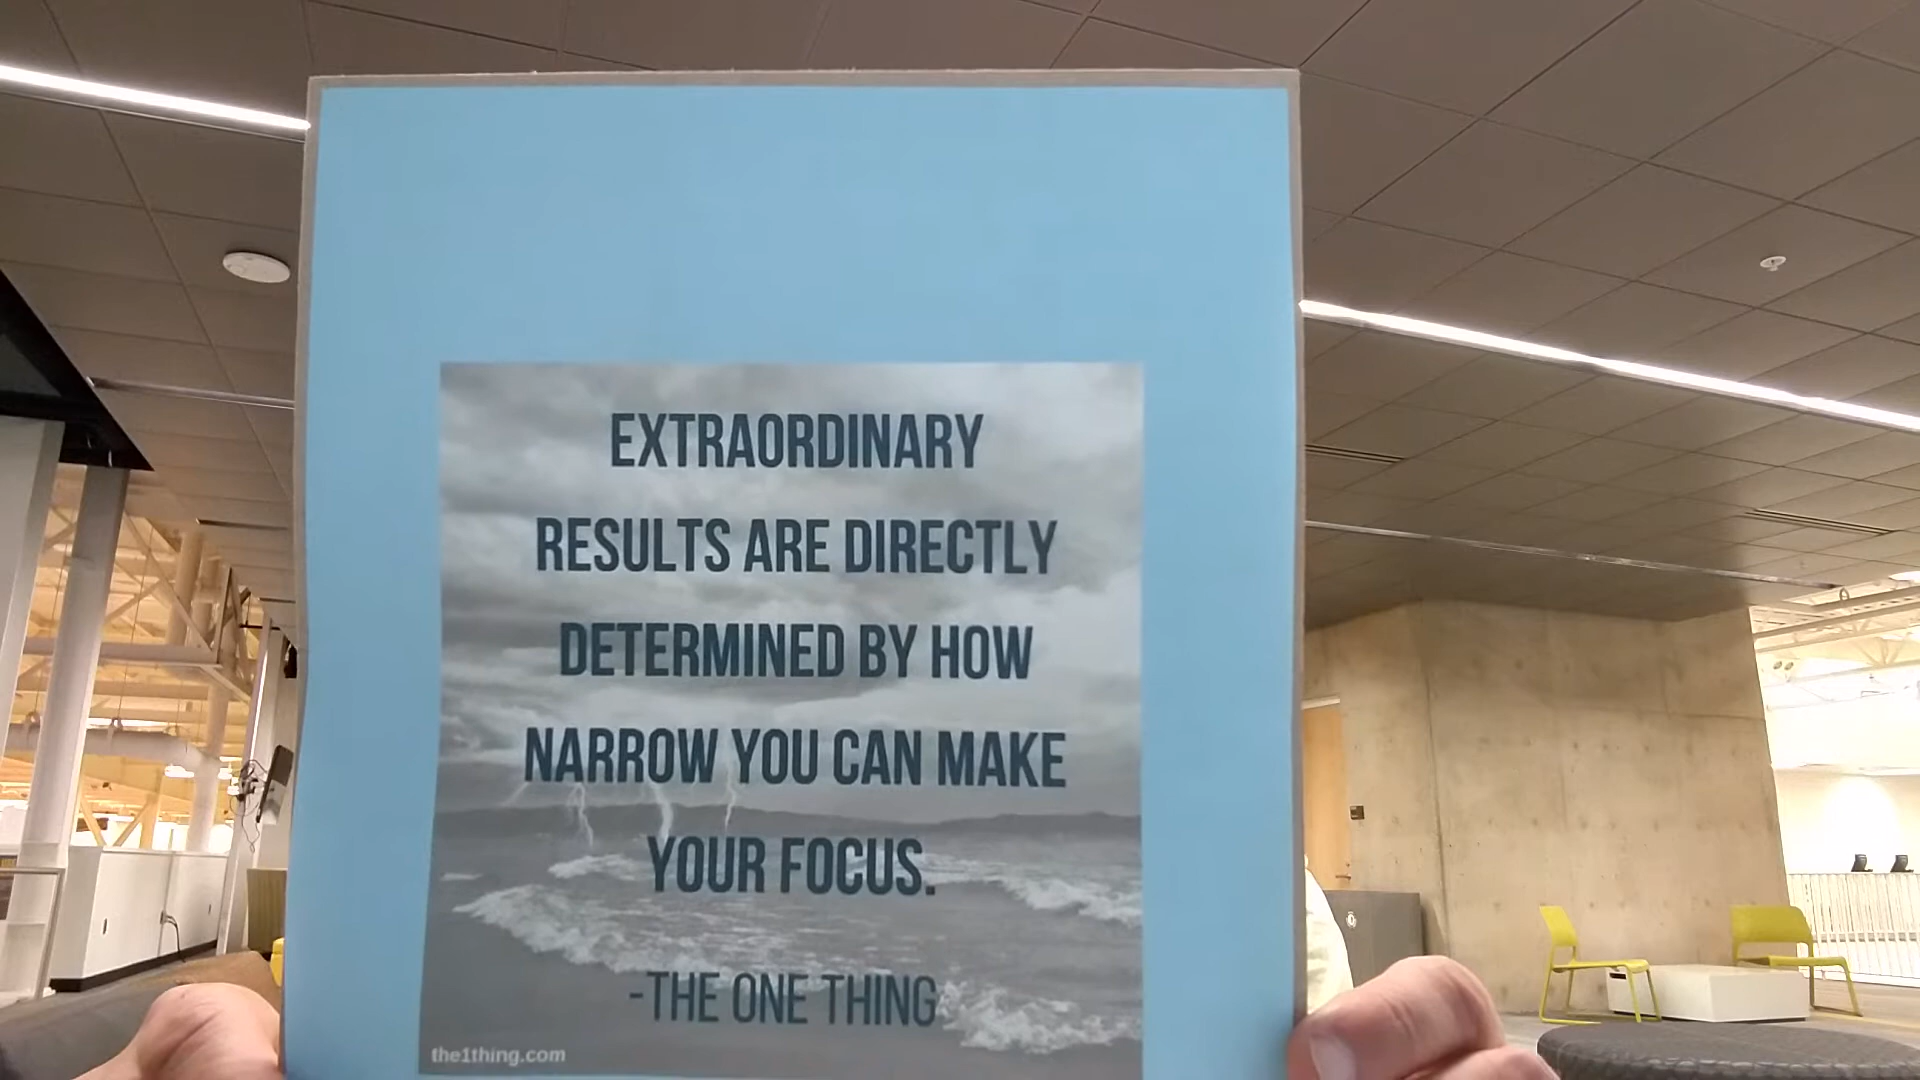 EXTRAORDINARY
RESULTS ARE DIRECTLY
DETERMINED BY HOW
NARROW YOU CAN MAKE
YOUR FOCUS.
-THE ONE THING
the1thing.com